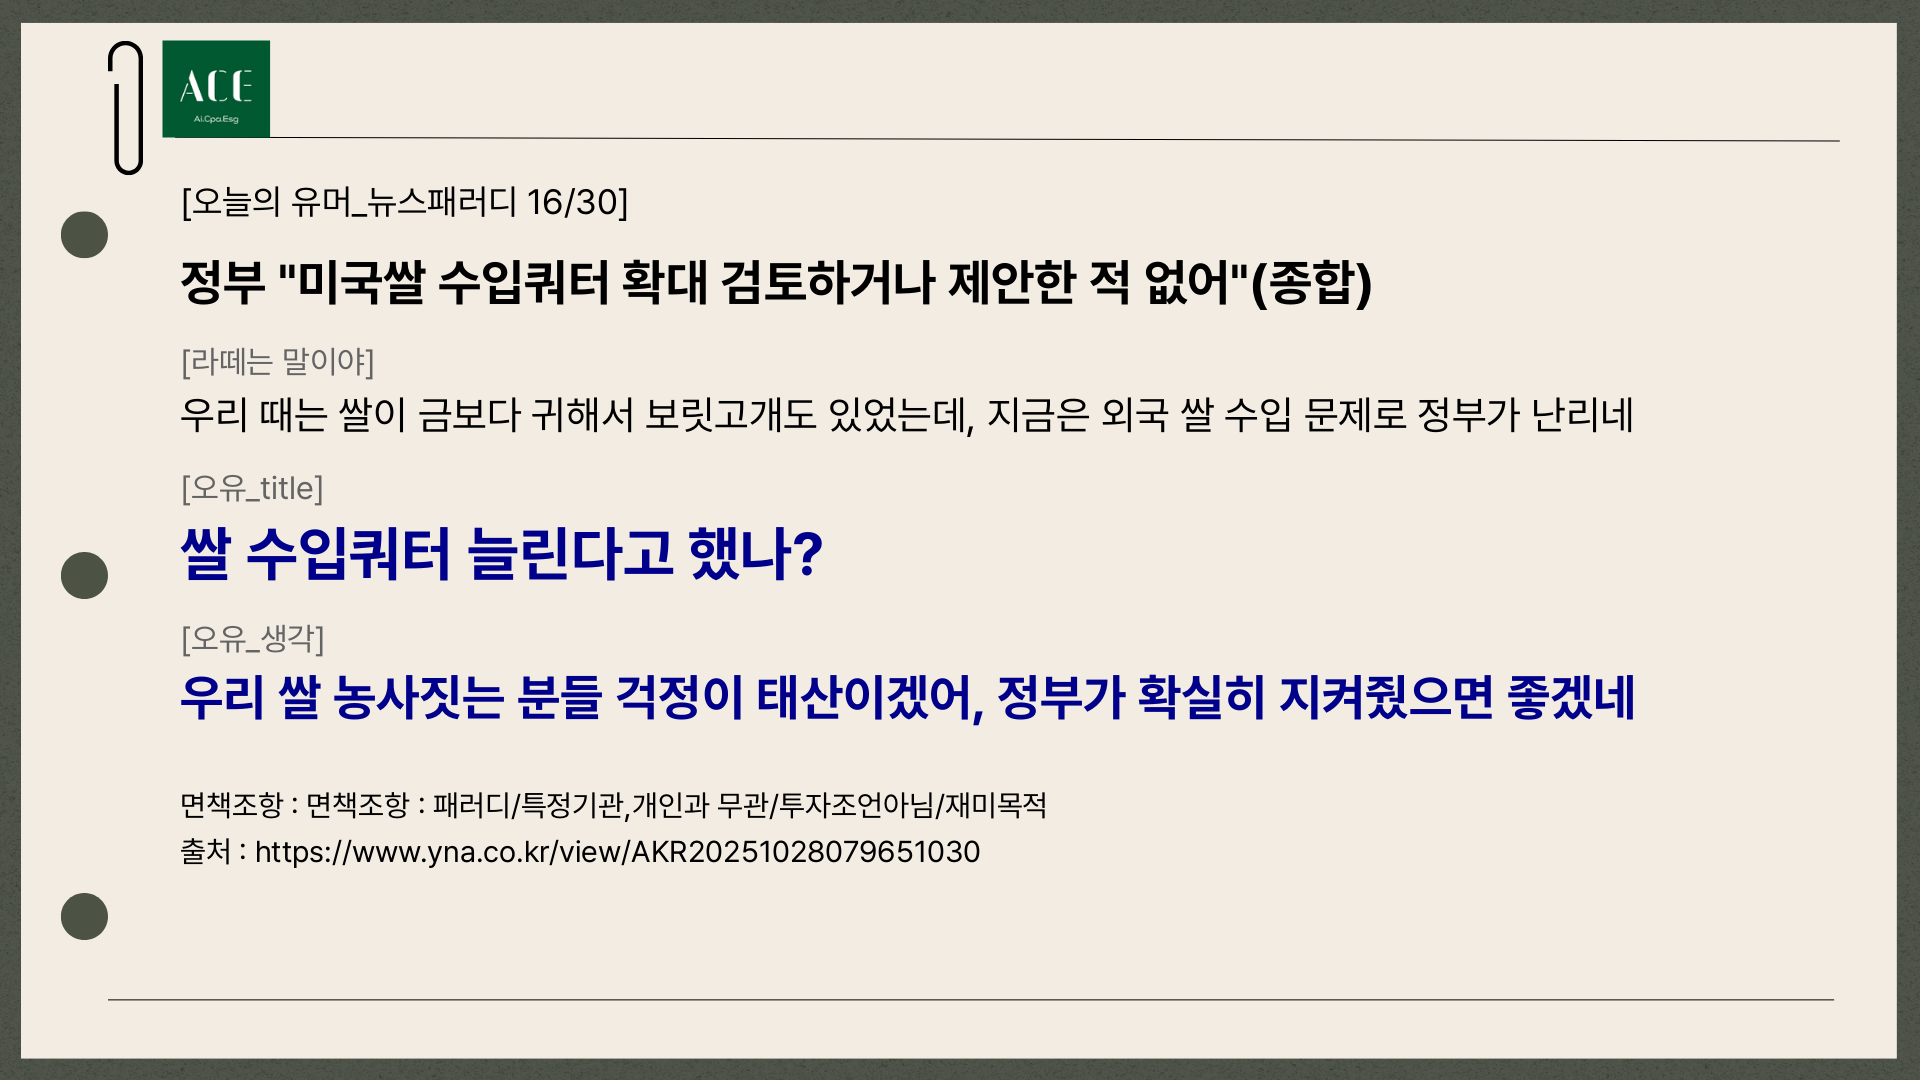 ACE
Ai.Cpa.Esg
[오늘의 유머_뉴스패러디 16/30]
정부 "미국쌀 수입쿼터 확대 검토하거나 제안한 적 없어"(종합)
[라떼는 말이야]
우리 때는 쌀이 금보다 귀해서 보릿고개도 있었는데, 지금은 외국 쌀 수입 문제로 정부가 난리네
[오유_title]
쌀 수입쿼터 늘린다고 했나?
[오유_생각]
우리 쌀 농사짓는 분들 걱정이 태산이겠어, 정부가 확실히 지켜줬으면 좋겠네
면책조항 : 면책조항 : 패러디/특정기관,개인과 무관/투자조언아님/재미목적
출처 : https://www.yna.co.kr/view/AKR20251028079651030